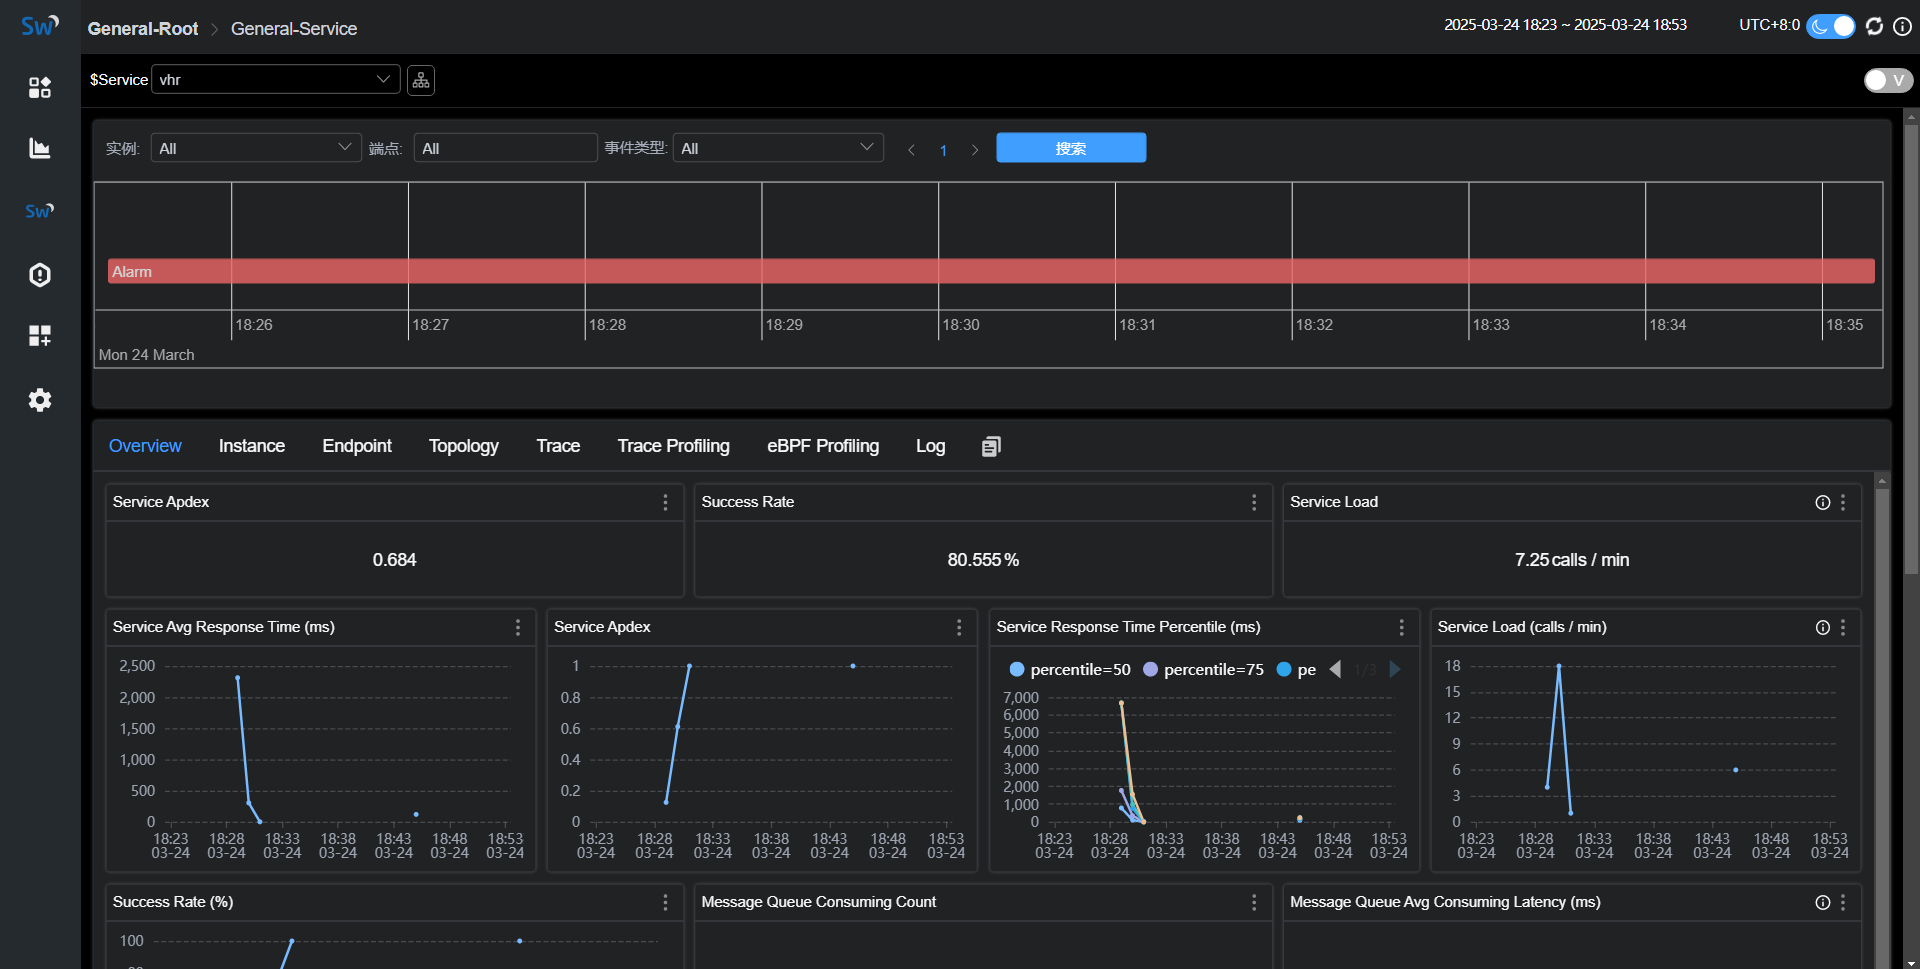 Sw
General-Root > General-Service
2025-03-24 18:23 ~ 2025-03-24 18:53
UTC+8:0
$Service vhr
V
Sw
实例: All 端点: All 事件类型: All < 1 > 搜索
Alarm
18:26 18:27 18:28 18:29 18:30 18:31 18:32 18:33 18:34 18:35
Mon 24 March
Overview Instance Endpoint Topology Trace Trace Profiling eBPF Profiling Log
Service Apdex
0.684
Success Rate
80.555 %
Service Load
7.25 calls / min
Service Avg Response Time (ms)
2,500
2,000
1,500
1,000
500
0
18:23 18:28 18:33 18:38 18:43 18:48 18:53
03-24 03-24 03-24 03-24 03-24 03-24 03-24
Service Apdex
1
0.8
0.6
0.4
0.2
0
18:23 18:28 18:33 18:38 18:43 18:48 18:53
03-24 03-24 03-24 03-24 03-24 03-24 03-24
Service Response Time Percentile (ms)
percentile=50 percentile=75 pe 1/3
7,000
6,000
5,000
4,000
3,000
2,000
1,000
0
18:23 18:28 18:33 18:38 18:43 18:48 18:53
03-24 03-24 03-24 03-24 03-24 03-24 03-24
Service Load (calls / min)
18
15
12
9
6
3
0
18:23 18:28 18:33 18:38 18:43 18:48 18:53
03-24 03-24 03-24 03-24 03-24 03-24 03-24
Success Rate (%)
100
Message Queue Consuming Count
Message Queue Avg Consuming Latency (ms)